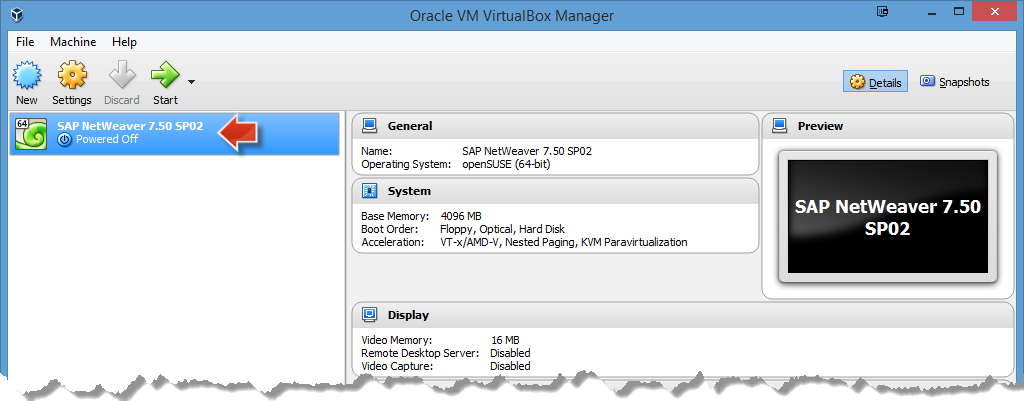 Oracle VM VirtualBox Manager
File Machine Help
New Settings Discard Start
Details Snapshots
64
SAP NetWeaver 7.50 SP02
Powered Off
General
Name: SAP NetWeaver 7.50 SP02
Operating System: openSUSE (64-bit)
System
Base Memory: 4096 MB
Boot Order: Floppy, Optical, Hard Disk
Acceleration: VT-x/AMD-V, Nested Paging, KVM Paravirtualization
Display
Video Memory: 16 MB
Remote Desktop Server: Disabled
Video Capture: Disabled
Preview
SAP NetWeaver 7.50
SP02